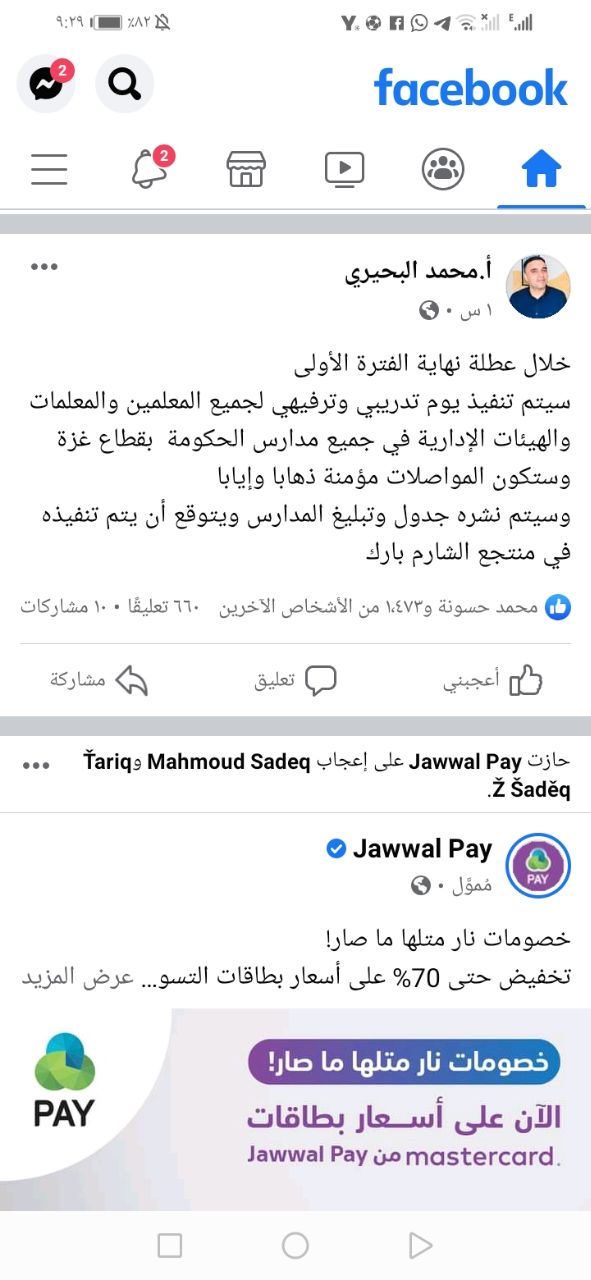 ٩:٢٩ ٪٨٢
2
facebook
2
أ.محمد البحيري
١ س ·
خلال عطلة نهاية الفترة الأولى
سيتم تنفيذ يوم تدريبي وترفيهي لجميع المعلمين والمعلمات
والهيئات الإدارية في جميع مدارس الحكومة بقطاع غزة
وستكون المواصلات مؤمنة ذهابا وإيابا
وسيتم نشره جدول وتبليغ المدارس ويتوقع أن يتم تنفيذه
في منتجع الشارم بارك
محمد حسونة و١٬٤٧٣ من الأشخاص الآخرين ٦٦٠ تعليقًا • ١٠ مشاركات
أعجبني تعليق مشاركة
حازت Jawwal Pay على إعجاب Mahmoud Sadeq وŤariq
Ž Šaděq.
Jawwal Pay
مُموَّل ·
خصومات نار متلها ما صار!
تخفيض حتى 70% على أسعار بطاقات التسو... عرض المزيد
PAY
خصومات نار متلها ما صار!
الآن على أسـعار بطاقات
mastercard. من Jawwal Pay
PAY